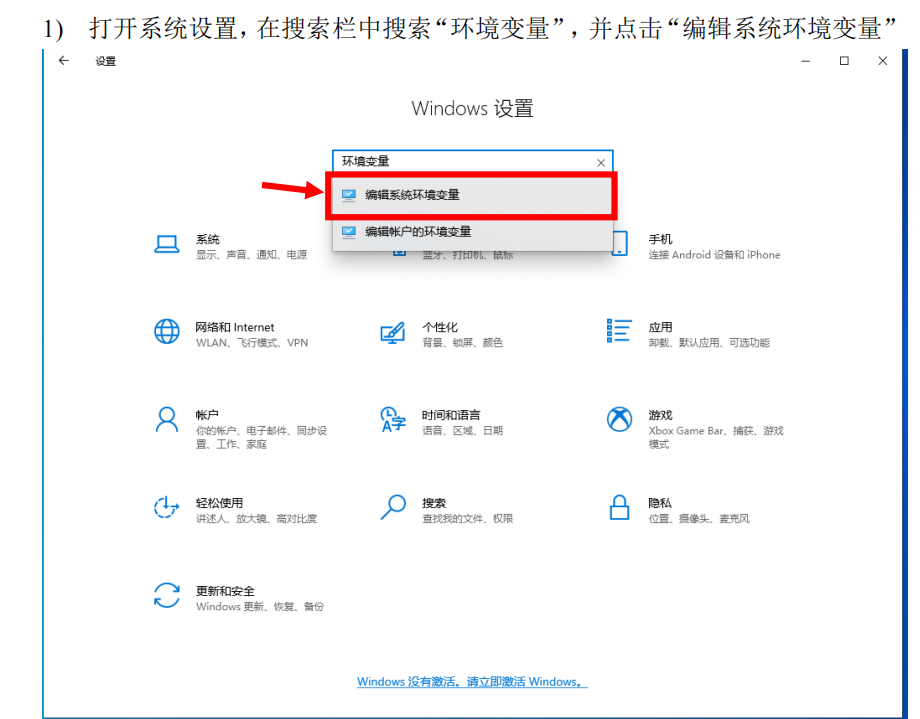 1) 打开系统设置，在搜索栏中搜索“环境变量”，并点击“编辑系统环境变量”
设置
Windows 设置
环境变量
编辑系统环境变量
编辑帐户的环境变量
系统
显示、声音、通知、电源
蓝牙、打印机、鼠标
手机
连接 Android 设备和 iPhone
网络和 Internet
WLAN、飞行模式、VPN
个性化
背景、锁屏、颜色
应用
卸载、默认应用、可选功能
帐户
你的帐户、电子邮件、同步设
置、工作、家庭
时间和语言
语音、区域、日期
游戏
Xbox Game Bar、捕获、游戏
模式
轻松使用
讲述人、放大镜、高对比度
搜索
查找我的文件、权限
隐私
位置、摄像头、麦克风
更新和安全
Windows 更新、恢复、备份
Windows 没有激活。请立即激活 Windows。